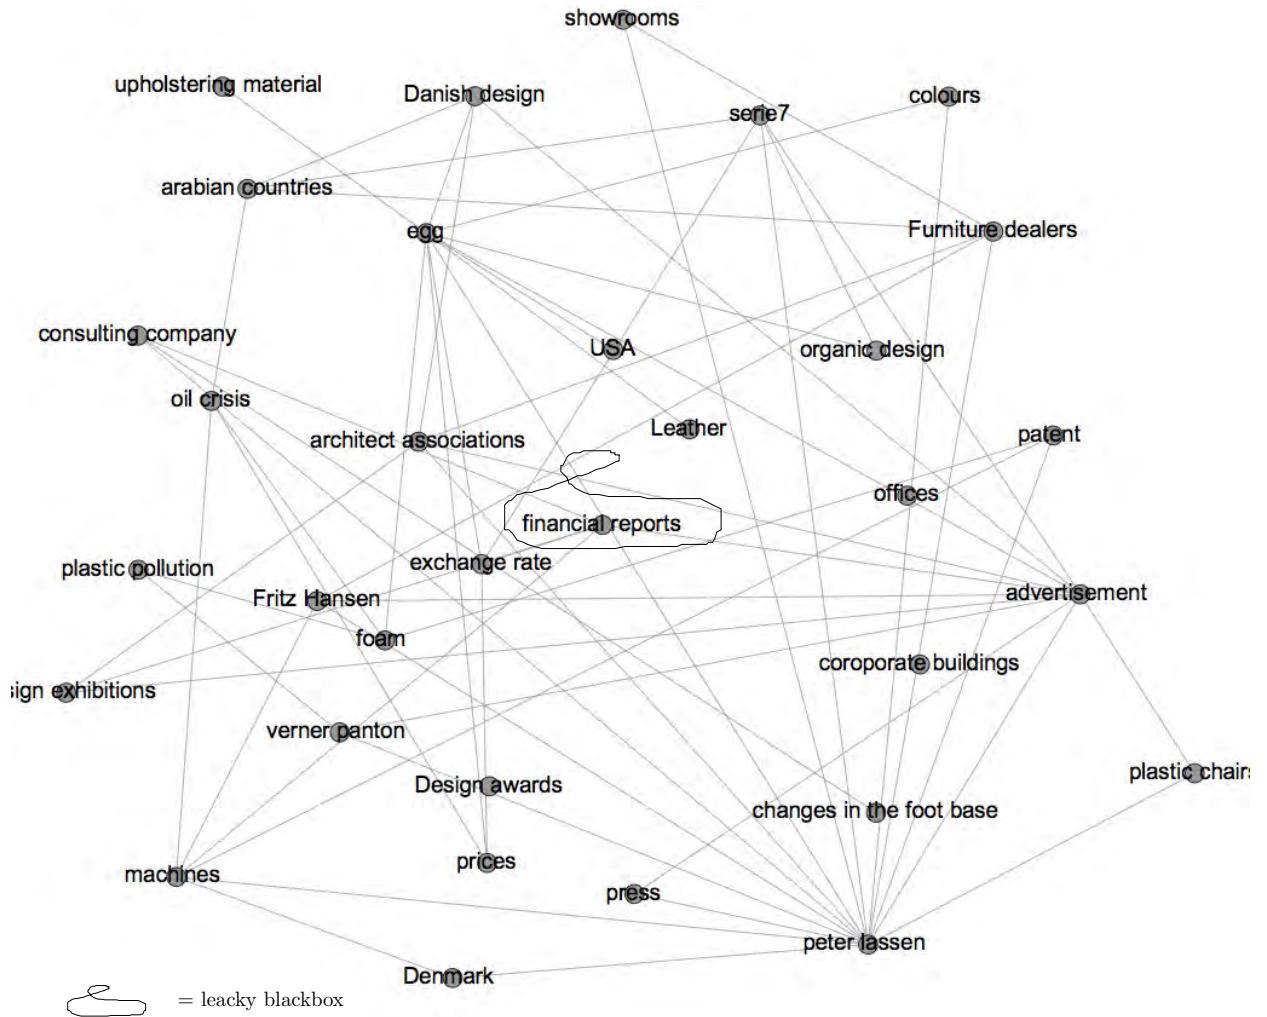 showrooms
upholstering material
Danish design
colours
serie7
arabian countries
egg
Furniture dealers
consulting company
USA
organic design
oil crisis
Leather
architect associations
patent
offices
financial reports
exchange rate
plastic pollution
Fritz Hansen
advertisement
foam
coroporate buildings
sign exhibitions
verner panton
plastic chairs
Design awards
changes in the foot base
prices
machines
press
peter lassen
Denmark
= leacky blackbox